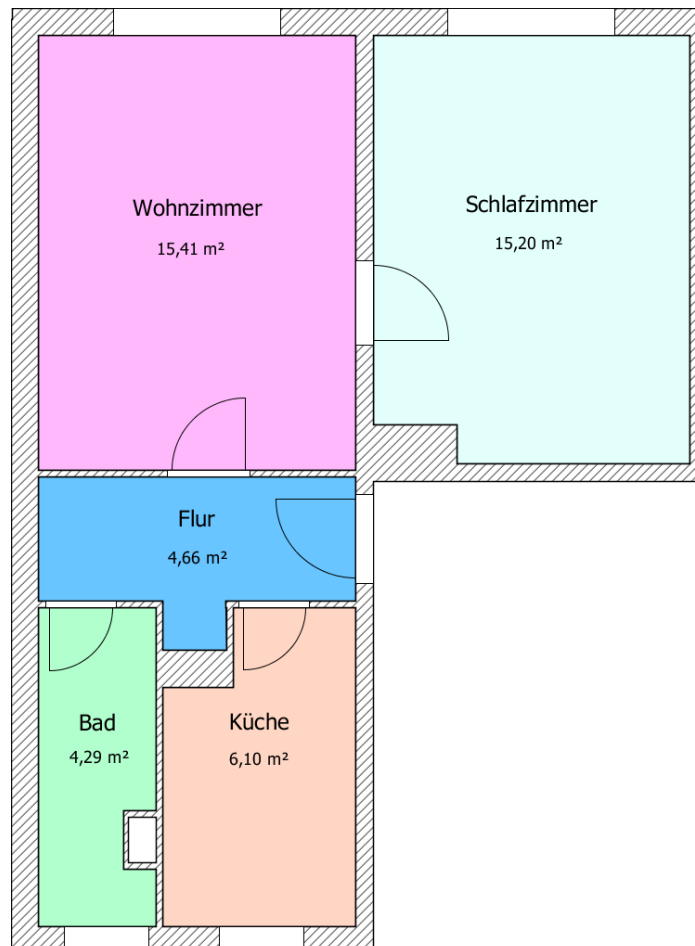 Wohnzimmer
15,41 m²
Schlafzimmer
15,20 m²
Flur
4,66 m²
Bad
4,29 m²
Küche
6,10 m²